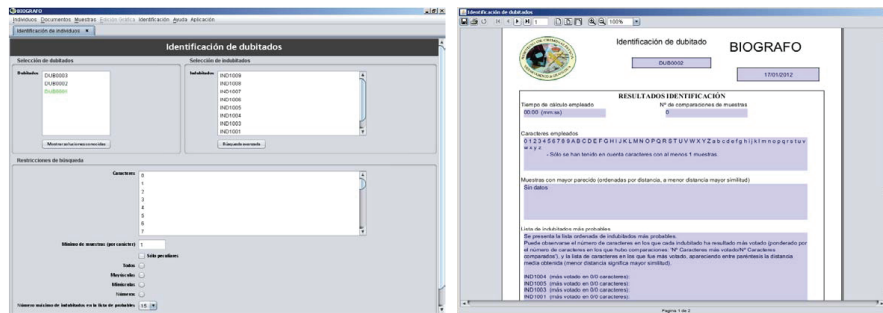 BIOGRAFO
Individuos Documentos Muestras Edición Gráfica Identificación Ayuda Aplicación
Identificación de individuos
Identificación de dubitados
Selección de dubitados
Dubitados
DUB0003
DUB0002
DUB0001
Mostrar soluciones conocidas
Selección de indubitados
Indubitados
IND1009
IND1008
IND1007
IND1006
IND1005
IND1004
IND1003
IND1001
Búsqueda avanzada
Restricciones de búsqueda
Caracteres
0
1
2
3
4
5
6
7
Mínimo de muestras (por carácter) 1
Sólo peculiares
Todos
Mayúsculas
Minúsculas
Números
Número máximo de indubitados en la lista de probables 15
Identificación de dubitados
1
100%
Identificación de dubitado
BIOGRAFO
DUB0002
17/01/2012
RESULTADOS IDENTIFICACIÓN
Tiempo de cálculo empleado
00:00 (mm:ss)
Nº de comparaciones de muestras
0
Caracteres empleados
0 1 2 3 4 5 6 7 8 9 A B C D E F G H I J K L M N O P Q R S T U V W X Y Z a b c d e f g h i j k l m n o p q r s t u v
w x y z
- Sólo se han tenido en cuenta caracteres con al menos 1 muestras.
Muestras con mayor parecido (ordenadas por distancia, a menor distancia mayor similitud)
Sin datos
Lista de indubitados más probables
Se presenta la lista ordenada de indubitados más probables.
Puede observarse el número de caracteres en los que cada indubitado ha resultado más votado (ponderado por
el número de caracteres en los que hubo comparaciones: 'Nº Caracteres más votado/Nº Caracteres
comparados'), y la lista de caracteres en los que fue más votado, apareciendo entre paréntesis la distancia
media obtenida (menor distancia significa mayor similitud).
IND1004 (más votado en 0/0 caracteres):
IND1005 (más votado en 0/0 caracteres):
IND1003 (más votado en 0/0 caracteres):
IND1001 (más votado en 0/0 caracteres):
Página 1 de 2